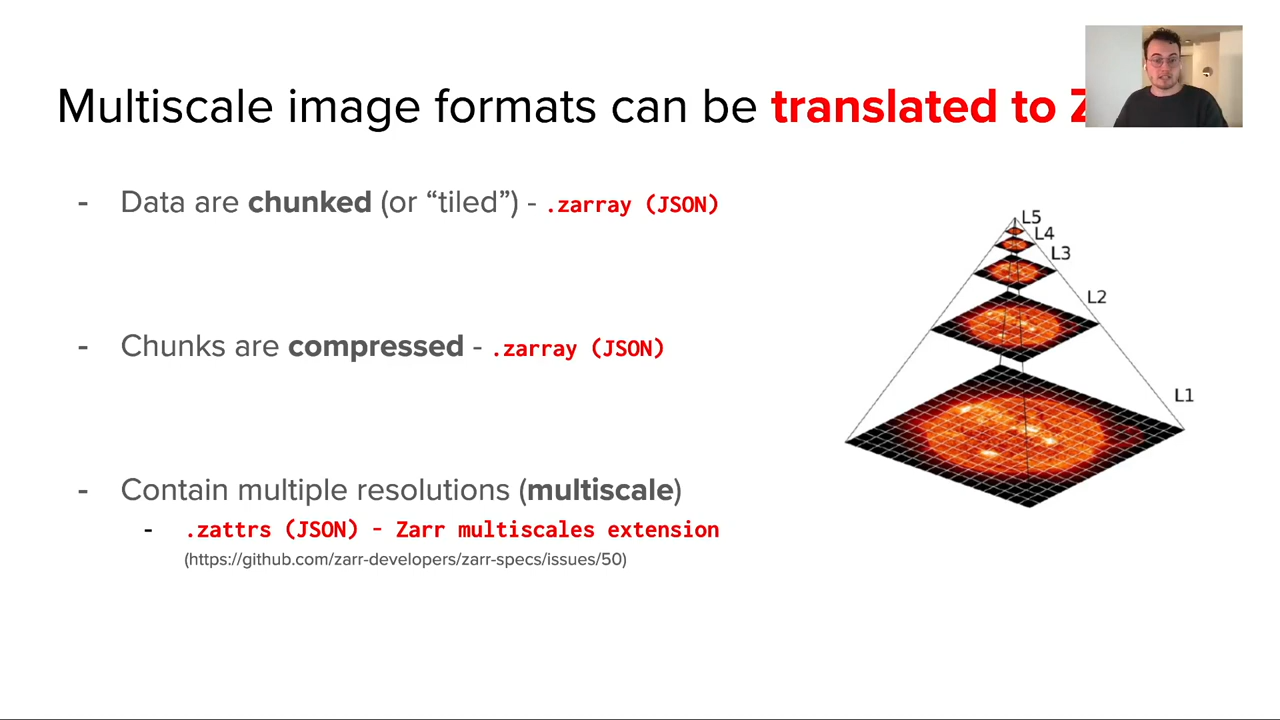 Multiscale image formats can be translated to
- Data are chunked (or “tiled”) - .zarray (JSON)
- Chunks are compressed - .zarray (JSON)
- Contain multiple resolutions (multiscale)
- .zattrs (JSON) - Zarr multiscales extension
(https://github.com/zarr-developers/zarr-specs/issues/50)
L5
L4
L3
L2
L1